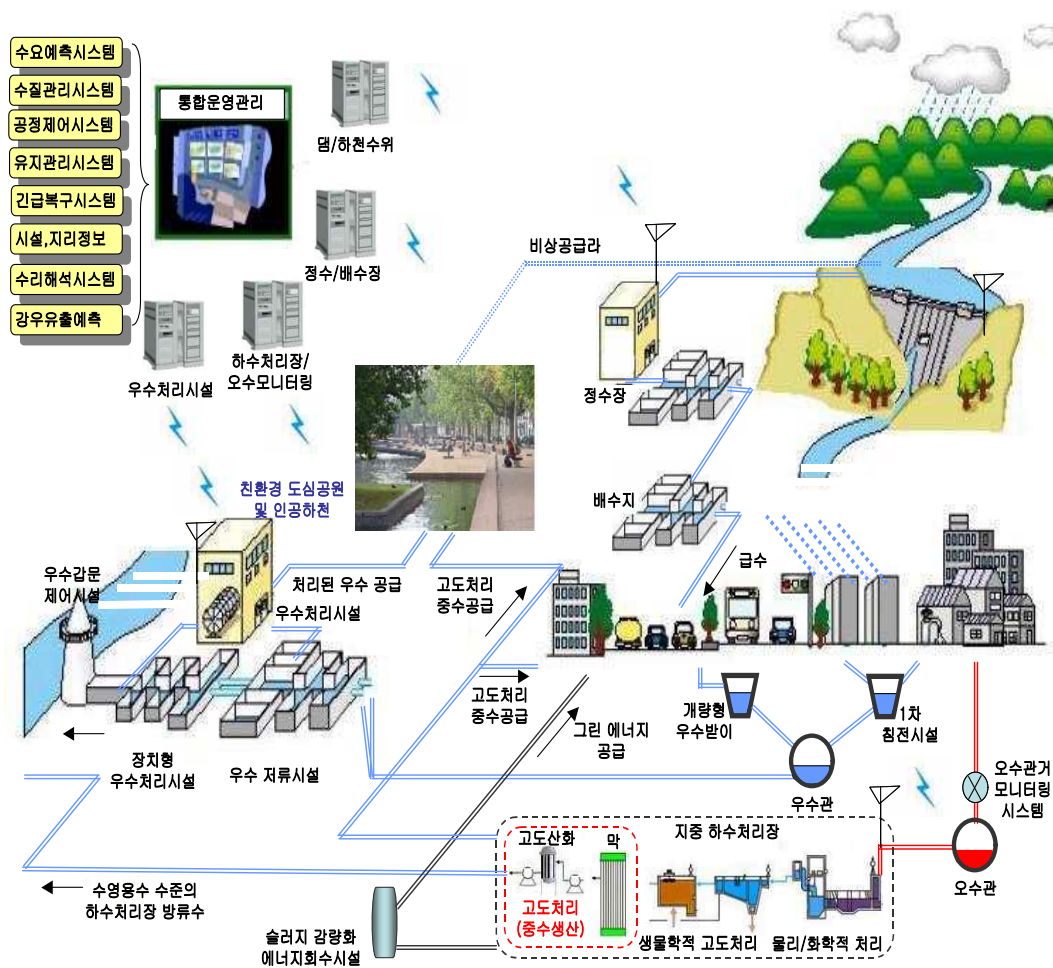 수요예측시스템
수질관리시스템
공정제어시스템
유지관리시스템
긴급복구시스템
시설,지리정보
수리해석시스템
강우유출예측
통합운영관리
댐/하천수위
정수/배수장
하수처리장/
오수모니터링
우수처리시설
비상공급라
정수장
배수지
급수
친환경 도심공원
및 인공하천
우수갑문
제어시설
처리된 우수 공급
우수처리시설
고도처리
중수공급
고도처리
중수공급
그린 에너지
공급
개량형
우수받이
1차
침전시설
우수관
장치형
우수처리시설
우수 저류시설
오수관거
모니터링
시스템
오수관
지중 하수처리장
고도산화
막
고도처리
(중수생산)
생물학적 고도처리
물리/화학적 처리
수영용수 수준의
하수처리장 방류수
슬러지 감량화
에너지회수시설